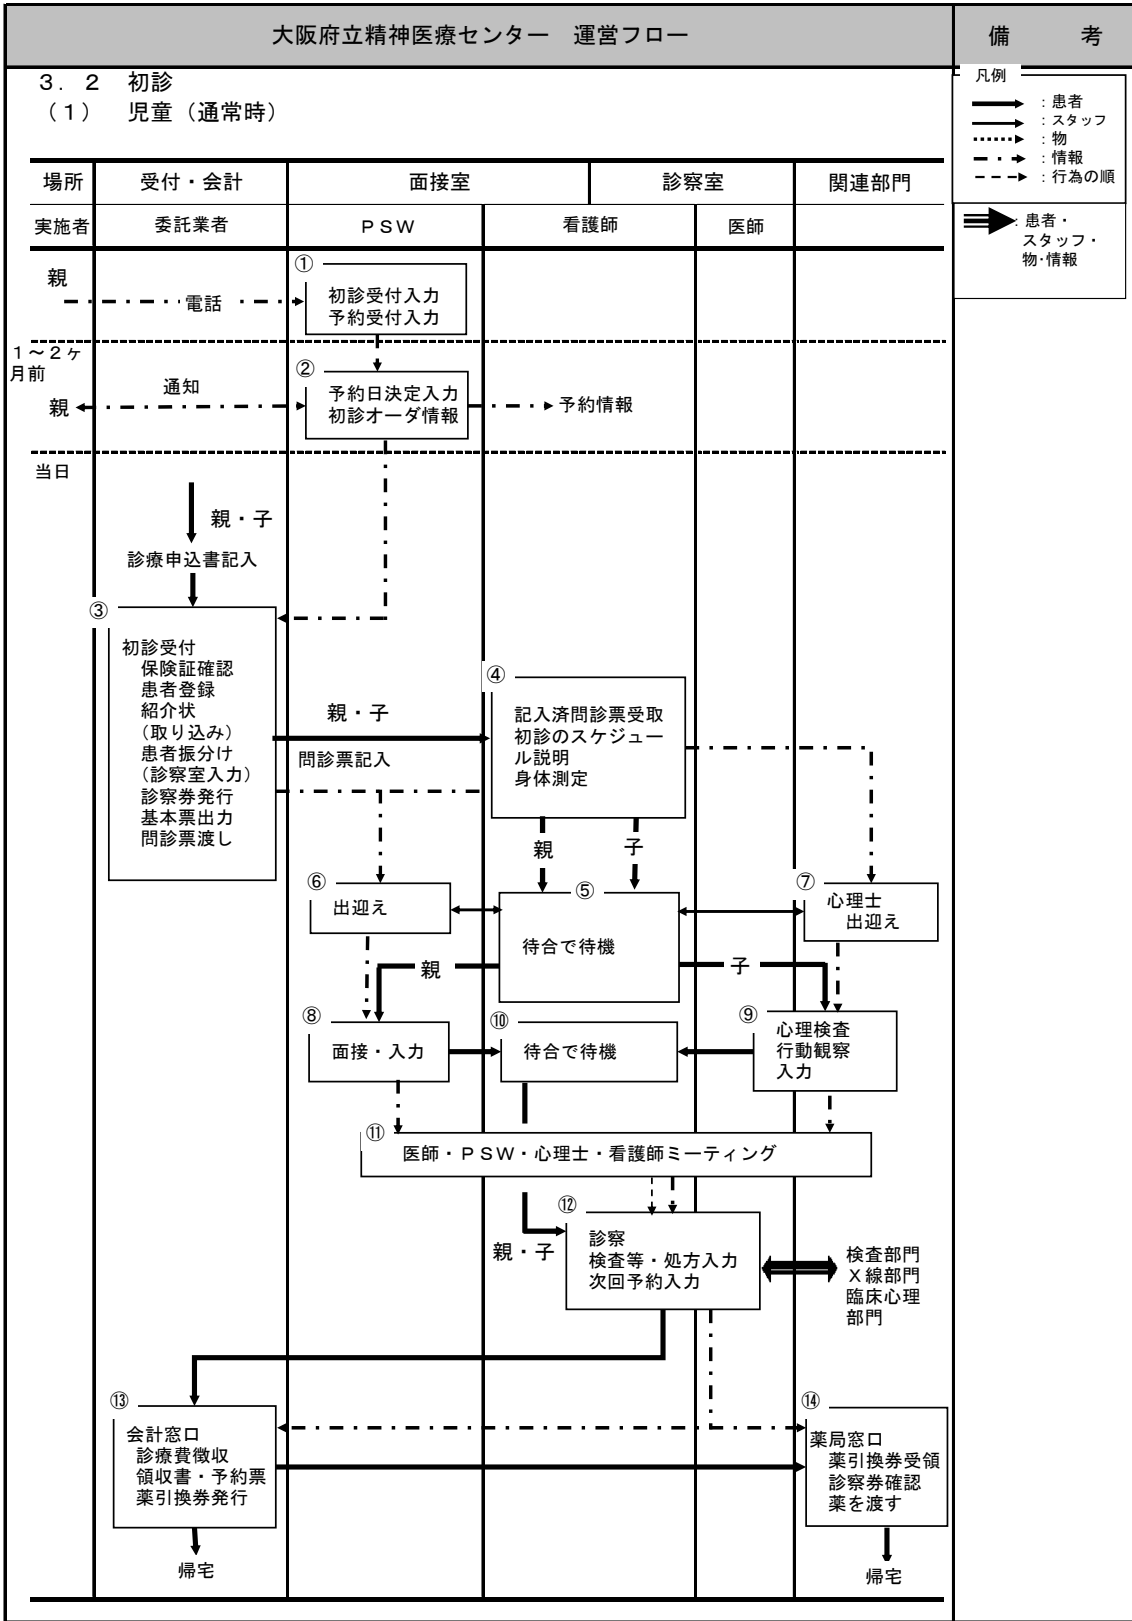 大阪府立精神医療センター　運営フロー
備　考
３．２　初診
（１）　児童（通常時）
凡例
：患者
：スタッフ
：物
：情報
：行為の順
：患者・
スタッフ・
物・情報
場所
受付・会計
面接室
診察室
関連部門
実施者
委託業者
ＰＳＷ
看護師
医師
親
電話
①
初診受付入力
予約受付入力
１～２ヶ
月前
親
通知
②
予約日決定入力
初診オーダ情報
予約情報
当日
親・子
診療申込書記入
③
初診受付
保険証確認
患者登録
紹介状
(取り込み)
患者振分け
(診察室入力)
診察券発行
基本票出力
問診票渡し
親・子
問診票記入
④
記入済問診票受取
初診のスケジュー
ル説明
身体測定
親
子
⑥
出迎え
⑤
待合で待機
⑦
心理士
出迎え
親
子
⑧
面接・入力
⑩
待合で待機
⑨
心理検査
行動観察
入力
⑪
医師・ＰＳＷ・心理士・看護師ミーティング
親・子
⑫
診察
検査等・処方入力
次回予約入力
検査部門
Ｘ線部門
臨床心理
部門
⑬
会計窓口
診療費徴収
領収書・予約票
薬引換券発行
帰宅
⑭
薬局窓口
薬引換券受領
診察券確認
薬を渡す
帰宅